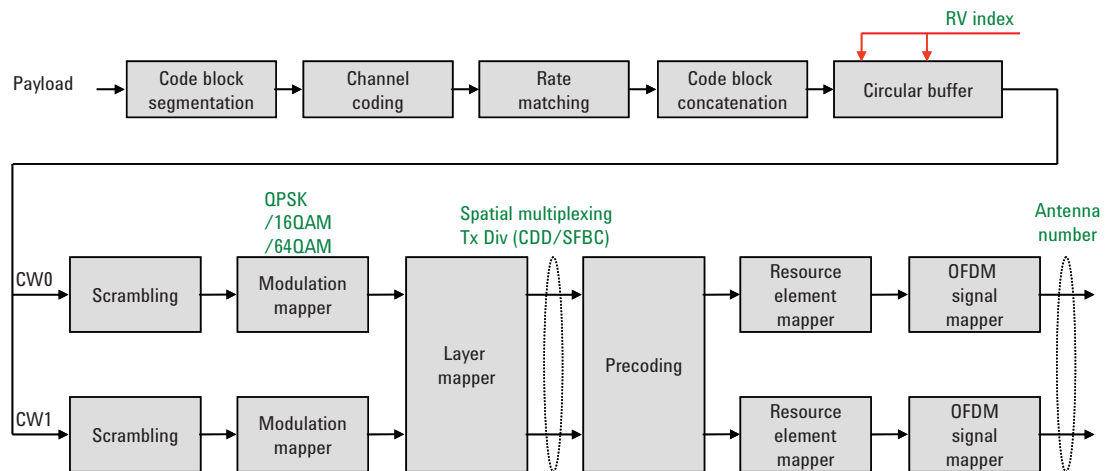 RV index
Payload
Code block
segmentation
Channel
coding
Rate
matching
Code block
concatenation
Circular buffer
QPSK
/16QAM
/64QAM
Spatial multiplexing
Tx Div (CDD/SFBC)
Antenna
number
CW0
Scrambling
Modulation
mapper
Layer
mapper
Precoding
Resource
element
mapper
OFDM
signal
mapper
CW1
Scrambling
Modulation
mapper
Resource
element
mapper
OFDM
signal
mapper